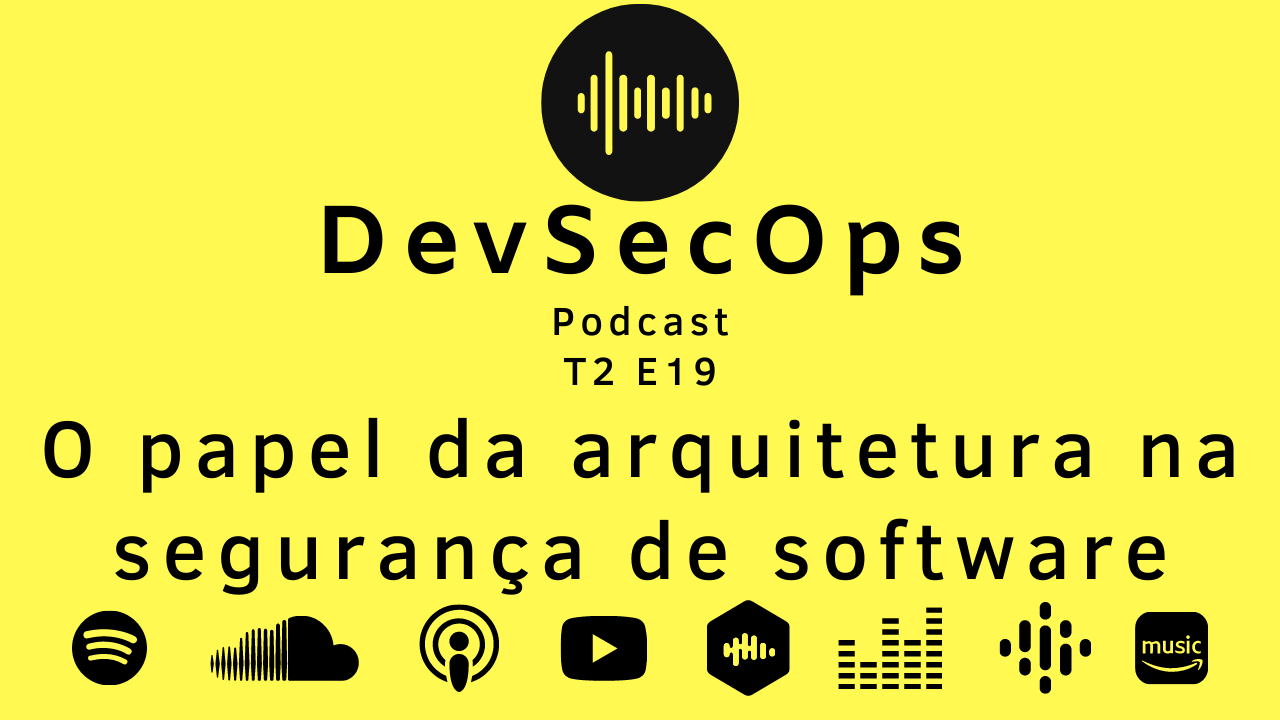 DevSecOps
Podcast
T2 E19
O papel da arquitetura na
segurança de software
music